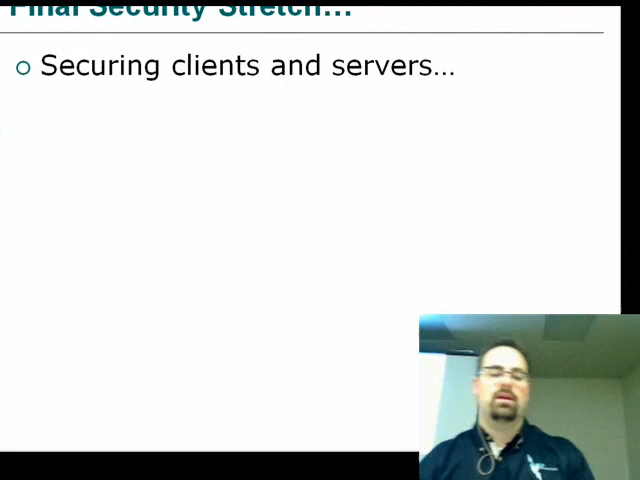 Final Security Stretch…
Securing clients and servers…